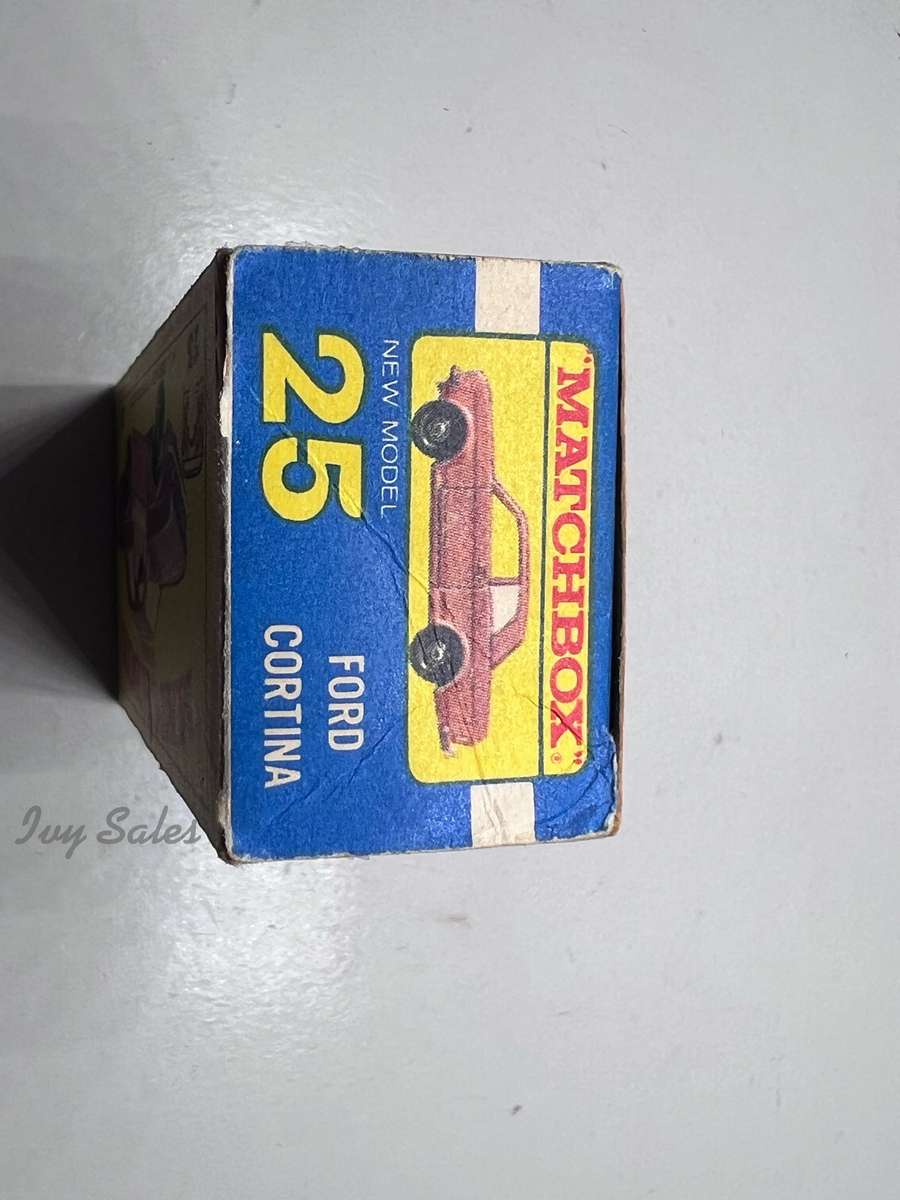 "MATCHBOX"®
NEW MODEL
25
FORD
CORTINA
Ivy Sales